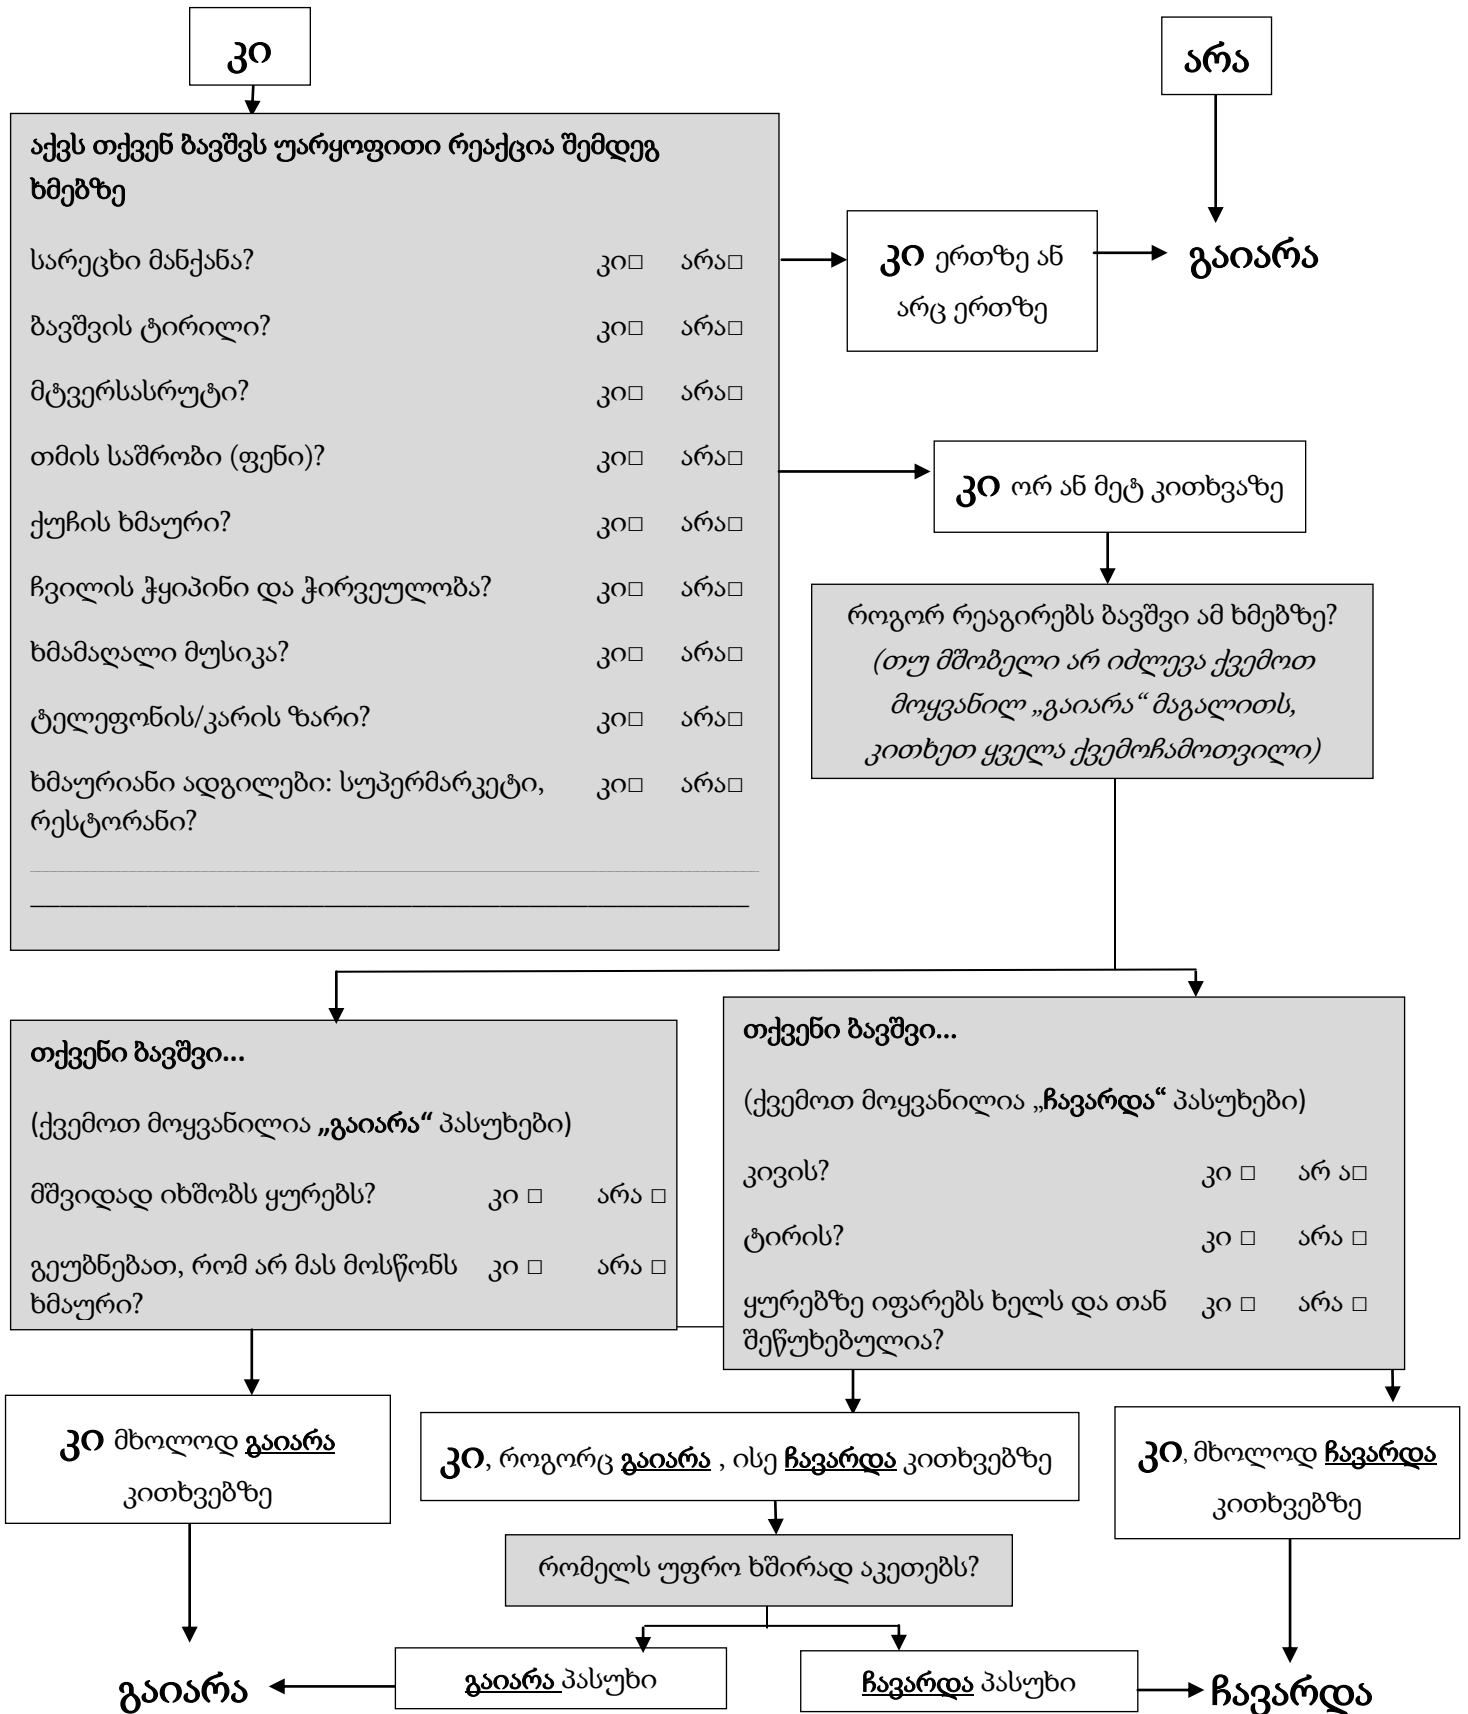 კი
არა
აქვს თქვენ ბავშვს უარყოფითი რეაქცია შემდეგ
ხმებზე
სარეცხი მანქანა? კი□ არა□
ბავშვის ტირილი? კი□ არა□
მტვერსასრუტი? კი□ არა□
თმის საშრობი (ფენი)? კი□ არა□
ქუჩის ხმაური? კი□ არა□
ჩვილის ჭყიპინი და ჭირვეულობა? კი□ არა□
ხმამაღალი მუსიკა? კი□ არა□
ტელეფონის/კარის ზარი? კი□ არა□
ხმაურიანი ადგილები: სუპერმარკეტი, კი□ არა□
რესტორანი?
კი ერთზე ან
არც ერთზე
გაიარა
კი ორ ან მეტ კითხვაზე
როგორ რეაგირებს ბავშვი ამ ხმებზე?
(თუ მშობელი არ იძლევა ქვემოთ
მოყვანილ „გაიარა“ მაგალითს,
კითხეთ ყველა ქვემოჩამოთვილი)
თქვენი ბავშვი...
(ქვემოთ მოყვანილია „გაიარა“ პასუხები)
მშვიდად იხშობს ყურებს? კი □ არა □
გეუბნებათ, რომ არ მას მოსწონს კი □ არა □
ხმაური?
თქვენი ბავშვი...
(ქვემოთ მოყვანილია „ჩავარდა“ პასუხები)
კივის? კი □ არ ა□
ტირის? კი □ არა □
ყურებზე იფარებს ხელს და თან კი □ არა □
შეწუხებულია?
კი მხოლოდ გაიარა
კითხვებზე
კი, როგორც გაიარა , ისე ჩავარდა კითხვებზე
კი, მხოლოდ ჩავარდა
კითხვებზე
რომელს უფრო ხშირად აკეთებს?
გაიარა
გაიარა პასუხი
ჩავარდა პასუხი
ჩავარდა